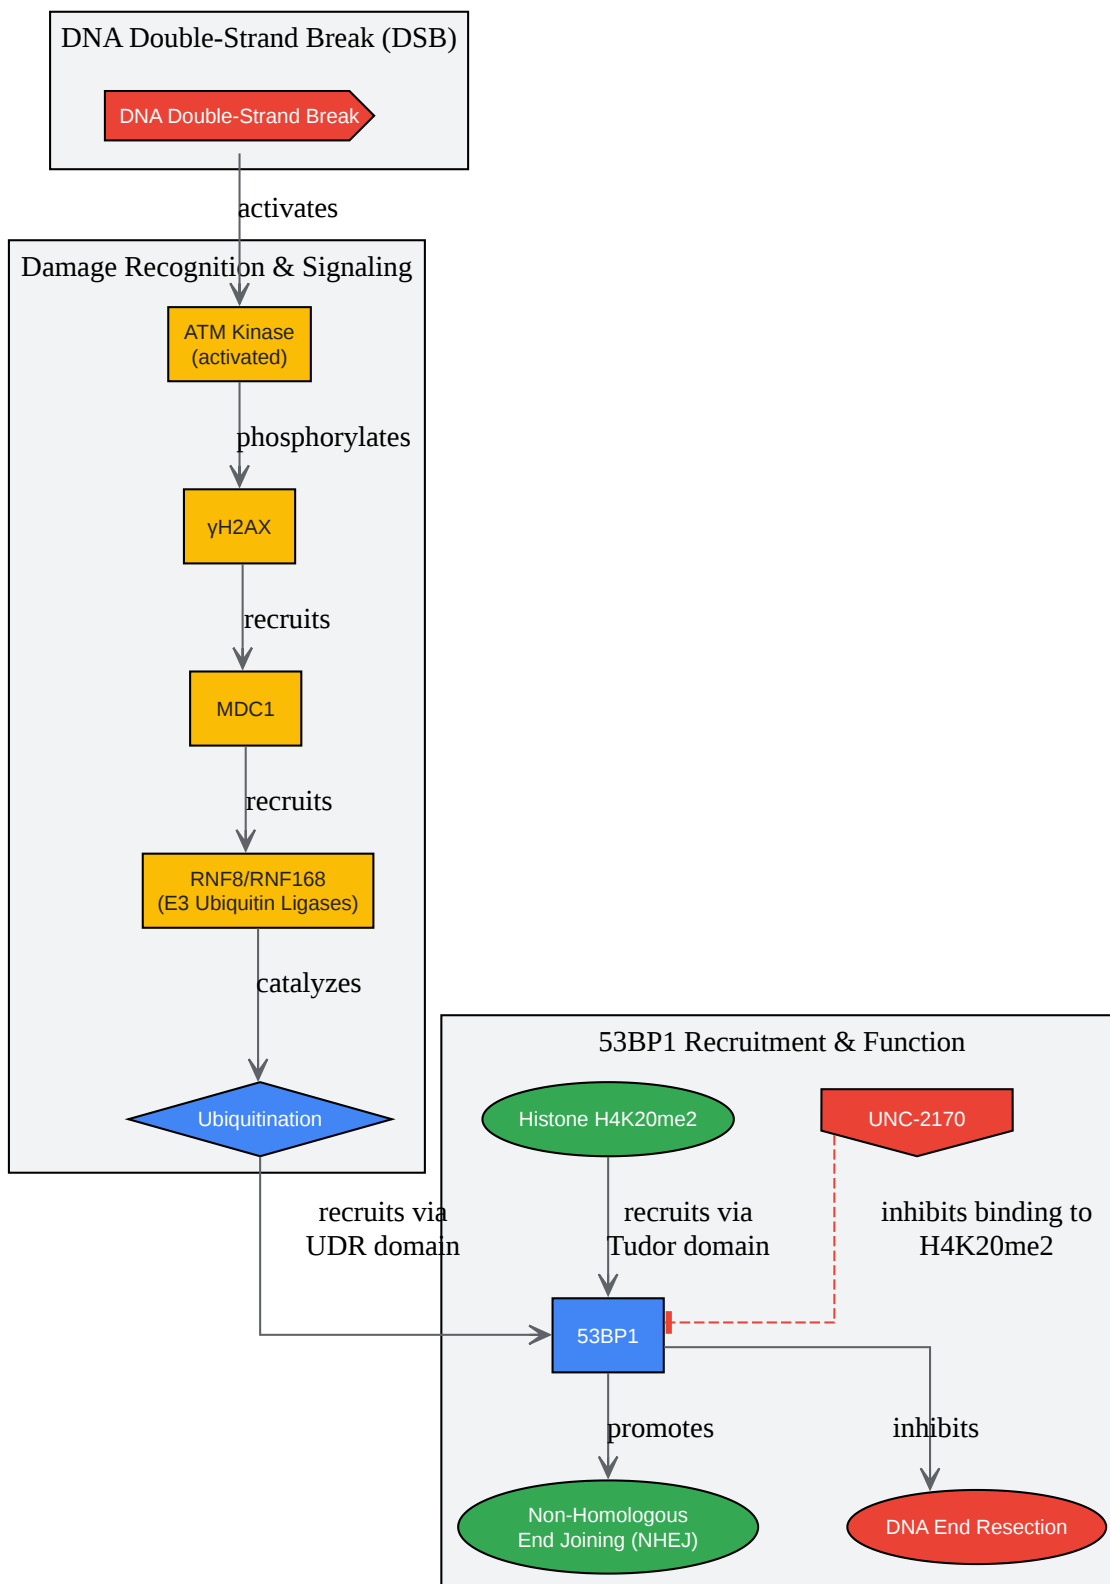 DNA Double-Strand Break (DSB)
DNA Double-Strand Break
activates
Damage Recognition & Signaling
ATM Kinase
(activated)
phosphorylates
γH2AX
recruits
MDC1
recruits
RNF8/RNF168
(E3 Ubiquitin Ligases)
catalyzes
Ubiquitination
53BP1 Recruitment & Function
Histone H4K20me2
UNC-2170
recruits via
UDR domain
recruits via
Tudor domain
inhibits binding to
H4K20me2
53BP1
promotes
inhibits
Non-Homologous
End Joining (NHEJ)
DNA End Resection